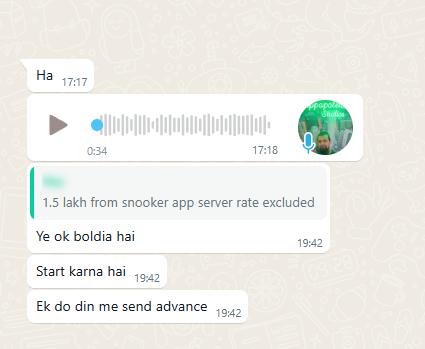 Ha 17:17
Studios
0:34 17:18
1.5 lakh from snooker app server rate excluded
Ye ok boldia hai 19:42
Start karna hai 19:42
Ek do din me send advance 19:42